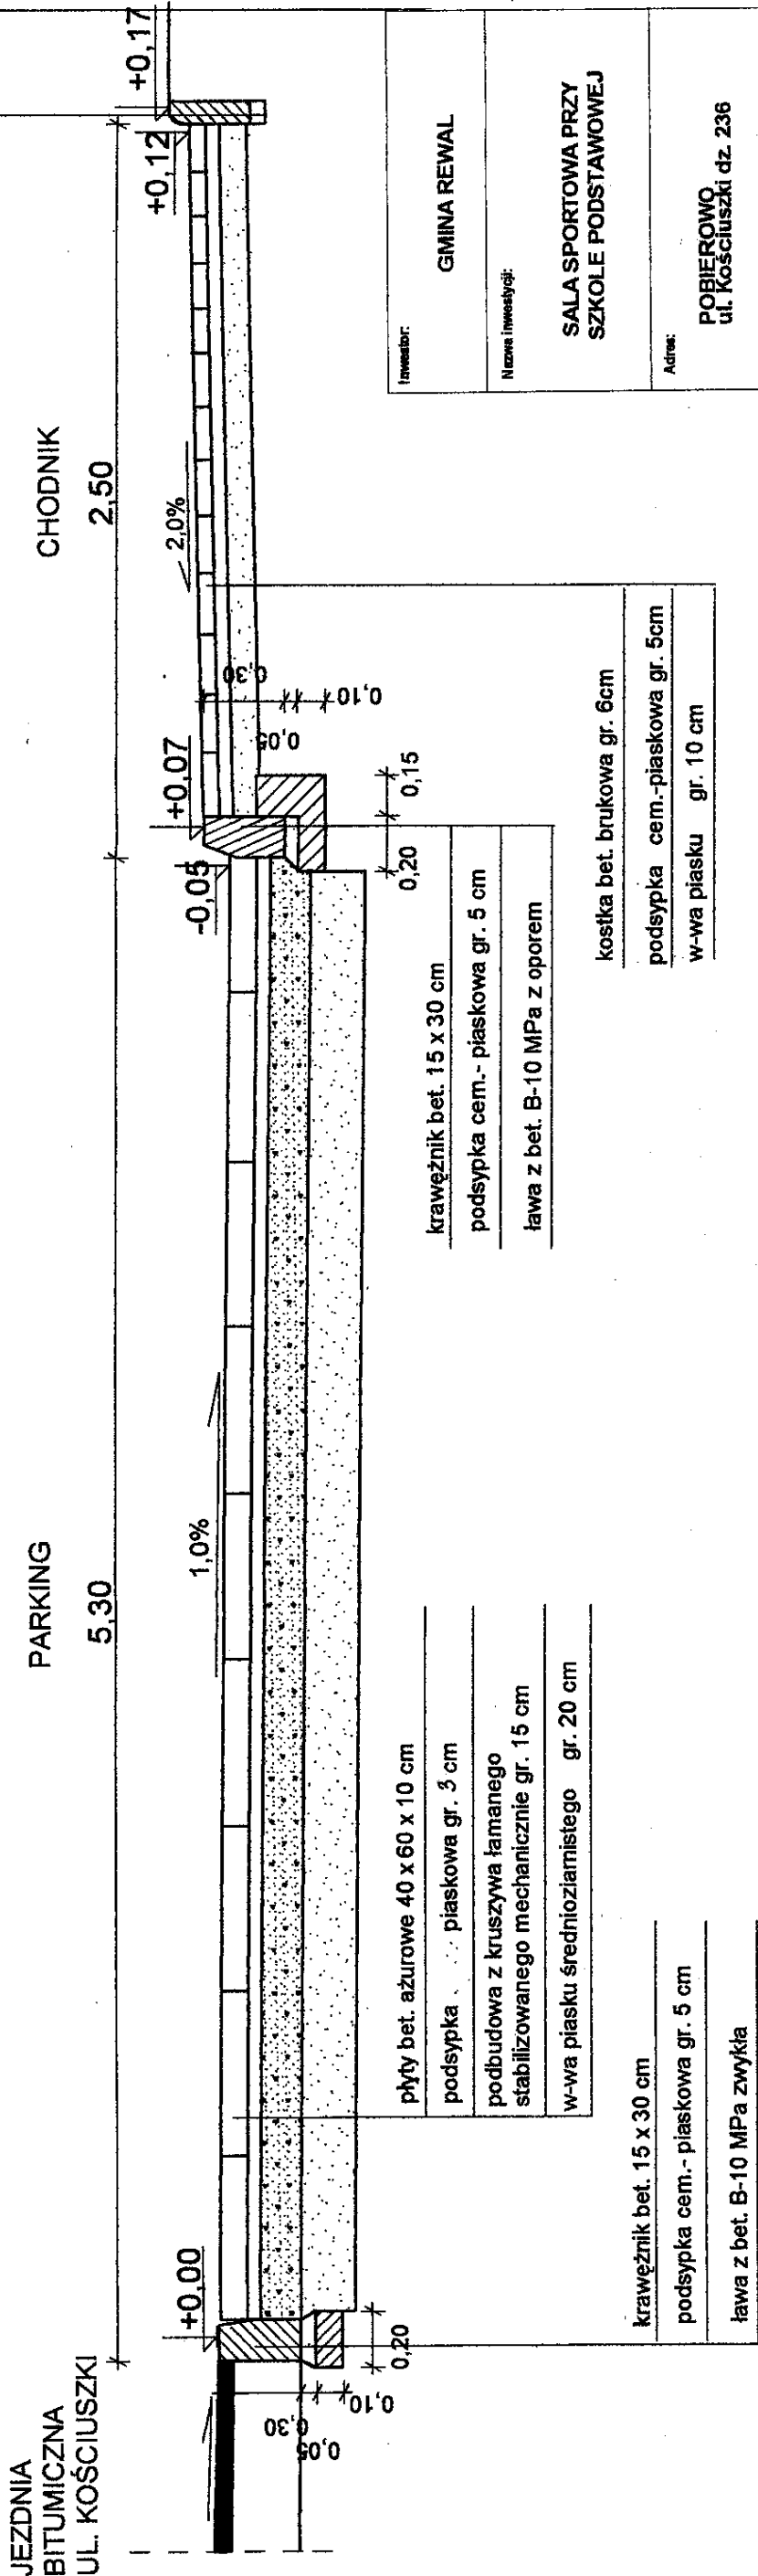 JEZDNIA
BITUMICZNA
UL. KOŚCIUSZKI
PARKING
5,30
CHODNIK
2,50
+0,00
1,0%
-0,05
+0,07
2,0%
+0,12
+0,17
0,30
0,05
0,10
0,20
0,30
0,05
0,10
0,20
0,15
płyty bet. ażurowe 40 x 60 x 10 cm
podsypka piaskowa gr. 3 cm
podbudowa z kruszywa łamanego
stabilizowanego mechanicznie gr. 15 cm
w-wa piasku średnioziarnistego gr. 20 cm
krawężnik bet. 15 x 30 cm
podsypka cem.- piaskowa gr. 5 cm
ława z bet. B-10 MPa zwykła
krawężnik bet. 15 x 30 cm
podsypka cem.- piaskowa gr. 5 cm
ława z bet. B-10 MPa z oporem
kostka bet. brukowa gr. 6cm
podsypka cem.-piaskowa gr. 5cm
w-wa piasku gr. 10 cm
Inwestor:
GMINA REWAL
Nazwa inwestycji:
SALA SPORTOWA PRZY
SZKOLE PODSTAWOWEJ
Adres:
POBIEROWO
ul. Kościuszki dz. 236